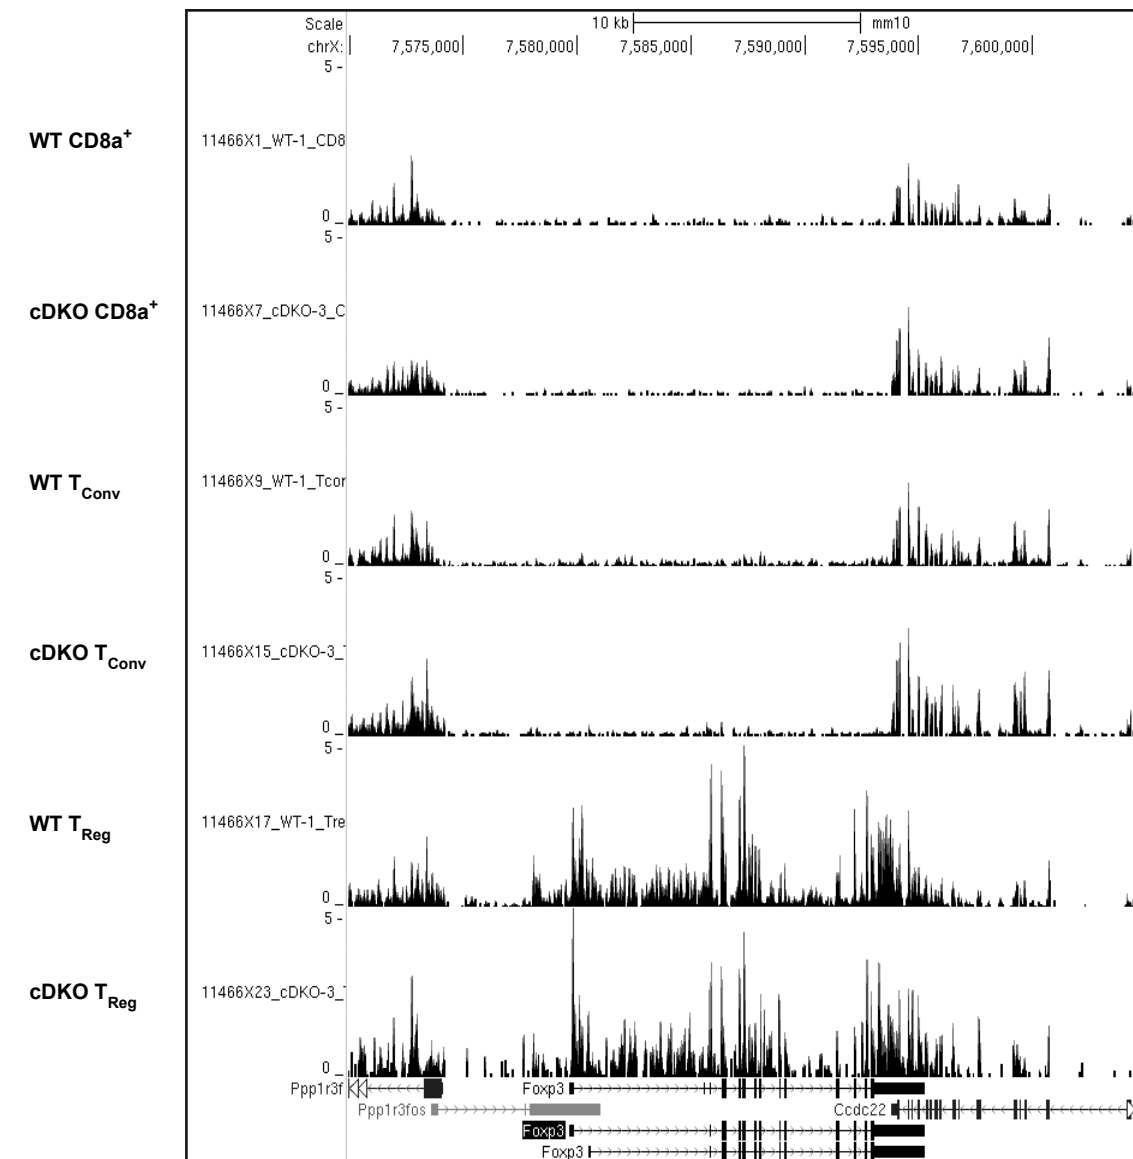 Scale 10 kb mm10
chrX: 7,575,000 7,580,000 7,585,000 7,590,000 7,595,000 7,600,000
5 -
WT CD8a+ 11466X1_WT-1_CD8
0 _
5 -
cDKO CD8a+ 11466X7_cDKO-3_C
0 _
5 -
WT TConv 11466X9_WT-1_Tcor
0 _
5 -
cDKO TConv 11466X15_cDKO-3_T
0 _
5 -
WT TReg 11466X17_WT-1_Tre
0 _
5 -
cDKO TReg 11466X23_cDKO-3_T
0 _
Ppp1r3f Foxp3
Ppp1r3fos Ccdc22
Foxp3
Foxp3